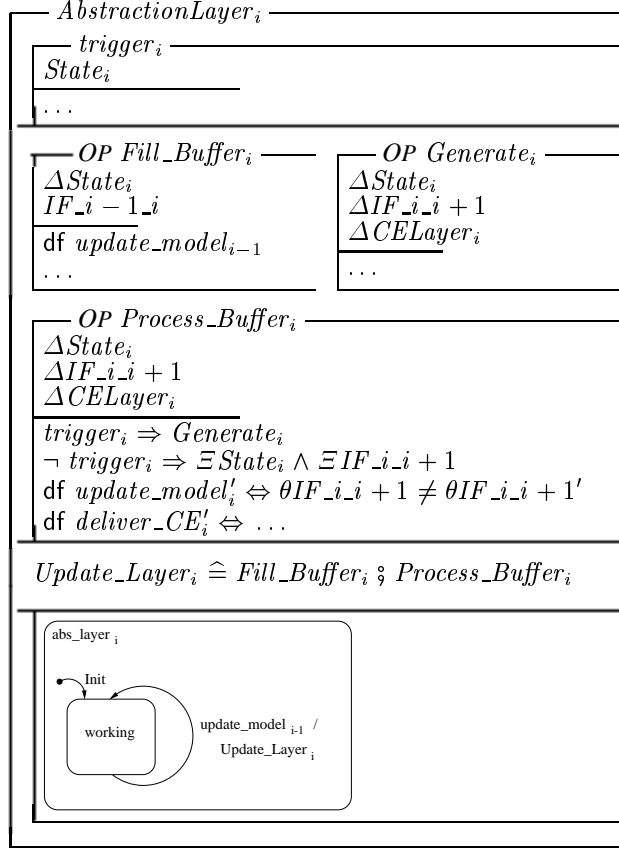 AbstractionLayer_i
trigger_i
State_i
...
OP Fill_Buffer_i
ΔState_i
IF_i − 1_i
df update_model_{i−1}
...
OP Generate_i
ΔState_i
ΔIF_i_i + 1
ΔCELayer_i
...
OP Process_Buffer_i
ΔState_i
ΔIF_i_i + 1
ΔCELayer_i
trigger_i ⇒ Generate_i
¬ trigger_i ⇒ ΞState_i ∧ ΞIF_i_i + 1
df update_model′_i ⇔ θIF_i_i + 1 ≠ θIF_i_i + 1′
df deliver_CE′_i ⇔ ...
Update_Layer_i ≙ Fill_Buffer_i ⨟ Process_Buffer_i
abs_layer i
Init
working
update_model i-1 /
Update_Layer i